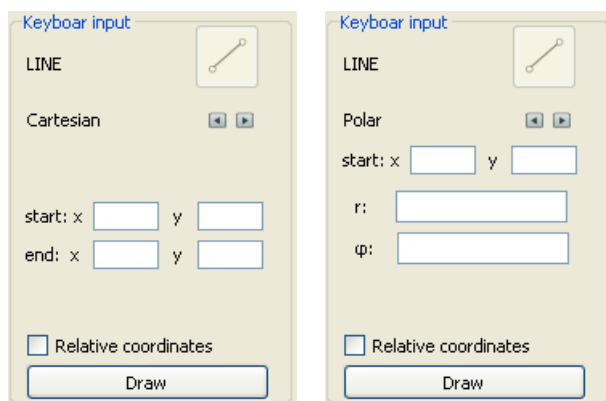 Keyboar input
LINE
Cartesian
start: x y
end: x y
Relative coordinates
Draw
Keyboar input
LINE
Polar
start: x y
r:
φ:
Relative coordinates
Draw